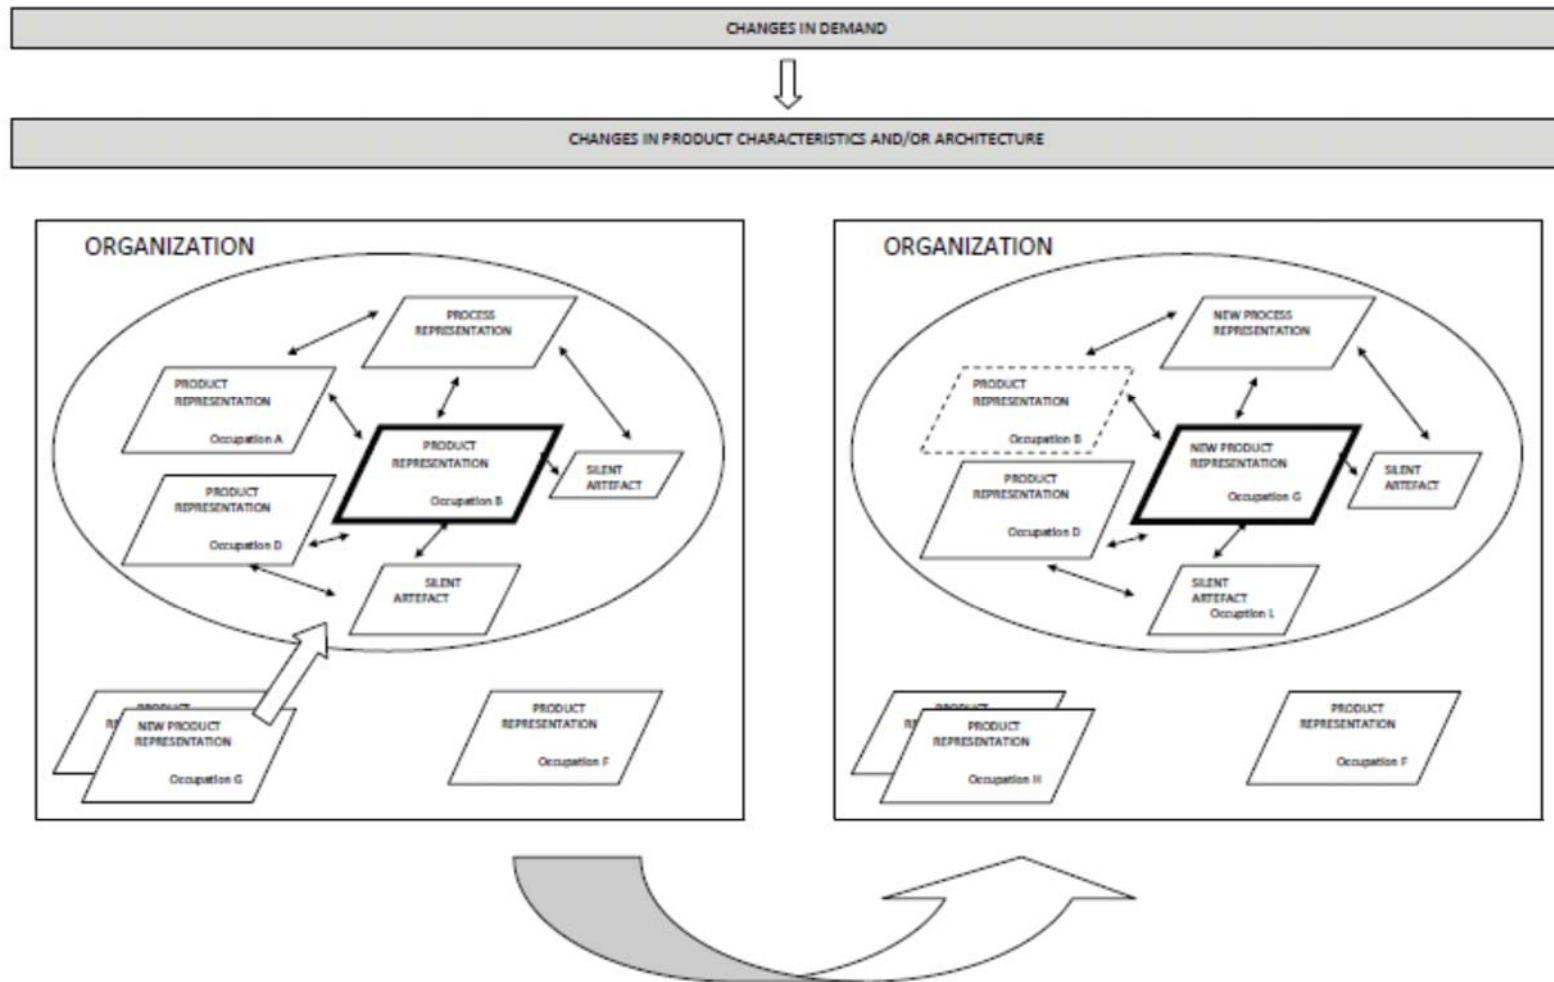 CHANGES IN DEMAND
CHANGES IN PRODUCT CHARACTERISTICS AND/OR ARCHITECTURE
ORGANIZATION
PROCESS
REPRESENTATION
PRODUCT
REPRESENTATION
Occupation A
PRODUCT
REPRESENTATION
Occupation B
SILENT
ARTEFACT
PRODUCT
REPRESENTATION
Occupation D
SILENT
ARTEFACT
NEW PRODUCT
REPRESENTATION
Occupation G
PRODUCT
REPRESENTATION
Occupation F
ORGANIZATION
NEW PROCESS
REPRESENTATION
PRODUCT
REPRESENTATION
Occupation B
NEW PRODUCT
REPRESENTATION
Occupation G
SILENT
ARTEFACT
PRODUCT
REPRESENTATION
Occupation D
SILENT
ARTEFACT
Occuption L
PRODUCT
PRODUCT
REPRESENTATION
Occupation H
PRODUCT
REPRESENTATION
Occupation F